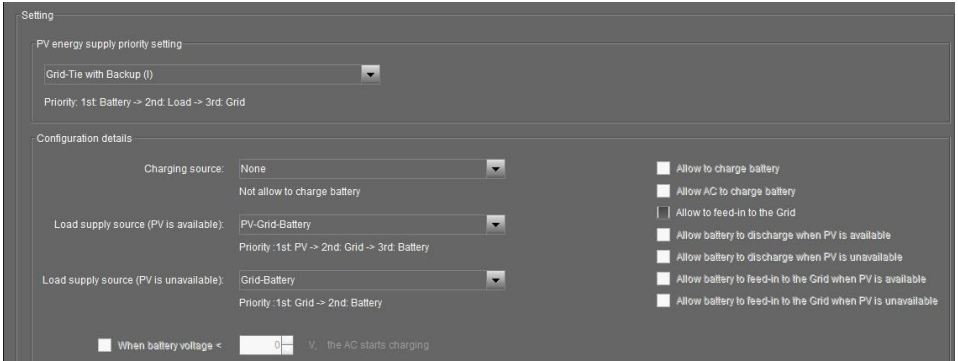 Setting
PV energy supply priority setting
Grid-Tie with Backup (I)
Priority: 1st: Battery -> 2nd: Load -> 3rd: Grid
Configuration details
Charging source: None
Not allow to charge battery
Load supply source (PV is available): PV-Grid-Battery
Priority :1st: PV -> 2nd: Grid -> 3rd: Battery
Load supply source (PV is unavailable): Grid-Battery
Priority :1st: Grid -> 2nd: Battery
When battery voltage < 0 V, the AC starts charging
Allow to charge battery
Allow AC to charge battery
Allow to feed-in to the Grid
Allow battery to discharge when PV is available
Allow battery to discharge when PV is unavailable
Allow battery to feed-in to the Grid when PV is available
Allow battery to feed-in to the Grid when PV is unavailable